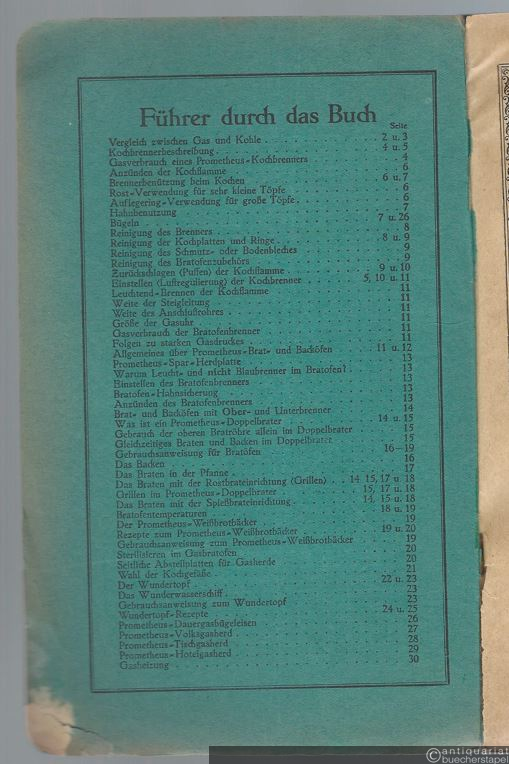 Führer durch das Buch
Seite
Vergleich zwischen Gas und Kohle 2 u. 3
Kochbrennerbeschreibung 4 u. 5
Gasverbrauch eines Prometheus-Kochbrenners 4
Anzünden der Kochflamme 6
Brennerbenützung beim Kochen 6 u. 7
Rost-Verwendung für sehr kleine Töpfe 6
Auflegering-Verwendung für große Töpfe 6
Hahnbenutzung 7
Bügeln 7 u. 26
Reinigung des Brenners 8
Reinigung der Kochplatten und Ringe 8 u. 9
Reinigung des Schmutz- oder Bodenbleches 9
Reinigung des Bratofenzubehörs 9
Zurückschlagen (Puffen) der Kochflamme 9 u. 10
Einstellen (Luftregulierung) der Kochbrenner 5, 10 u. 11
Leuchtend-Brennen der Kochflamme 11
Weite der Steigleitung 11
Weite des Anschlußrohres 11
Größe der Gasuhr 11
Gasverbrauch der Bratofenbrenner 11
Folgen zu starken Gasdruckes 11
Allgemeines über Prometheus-Brat- und Backöfen 11 u. 12
Prometheus-Spar-Herdplatte 13
Warum Leucht- und nicht Blaubrenner im Bratofen? 13
Einstellen des Bratofenbrenners 13
Bratofen-Hahnsicherung 13
Anzünden des Bratofenbrenners 13
Brat- und Backöfen mit Ober- und Unterbrenner 14
Was ist ein Prometheus-Doppelbrater 14 u. 15
Gebrauch der oberen Bratröhre allein im Doppelbrater 15
Gleichzeitiges Braten und Backen im Doppelbrater 15
Gebrauchsanweisung für Bratöfen 16—19
Das Backen 16
Das Braten in der Pfanne 17
Das Braten mit der Rostbrateinrichtung (Grillen) 14 15, 17 u 18
Grillen im Prometheus-Doppelbrater 15, 17 u. 18
Das Braten mit der Spießbrateinrichtung 14, 15 u. 18
Bratofentemperaturen 18 u. 19
Der Prometheus-Weißbrotbäcker 19
Rezepte zum Prometheus-Weißbrotbäcker 19 u. 20
Gebrauchsanweisung zum Prometheus-Weißbrotbäcker 19
Sterilisieren im Gasbratofen 20
Seitliche Abstellplatten für Gasherde 20
Wahl der Kochgefäße 21
Der Wundertopf 22 u. 23
Das Wunderwasserschiff 23
Gebrauchsanweisung zum Wundertopf 23
Wundertopf-Rezepte 24 u. 25
Prometheus-Dauergasbügeleisen 26
Prometheus-Volksgasherd 27
Prometheus-Tischgasherd 28
Prometheus-Hotelgasherd 29
Gasheizung 30
© antiquariat
buecherstapel